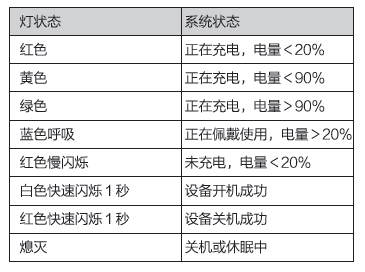 灯状态 系统状态
红色 正在充电，电量＜20%
黄色 正在充电，电量＜90%
绿色 正在充电，电量＞90%
蓝色呼吸 正在佩戴使用，电量＞20%
红色慢闪烁 未充电，电量＜20%
白色快速闪烁 1 秒 设备开机成功
红色快速闪烁 1 秒 设备关机成功
熄灭 关机或休眠中